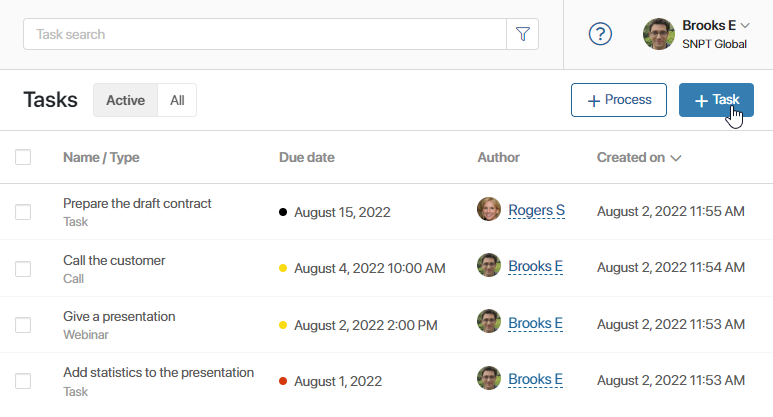 Task search
?
Brooks E
SNPT Global
Tasks
Active
All
+ Process
+ Task
Name / Type
Due date
Author
Created on
Prepare the draft contract
Task
August 15, 2022
Rogers S
August 2, 2022 11:55 AM
Call the customer
Call
August 4, 2022 10:00 AM
Brooks E
August 2, 2022 11:54 AM
Give a presentation
Webinar
August 2, 2022 2:00 PM
Brooks E
August 2, 2022 11:53 AM
Add statistics to the presentation
Task
August 1, 2022
Brooks E
August 2, 2022 11:53 AM